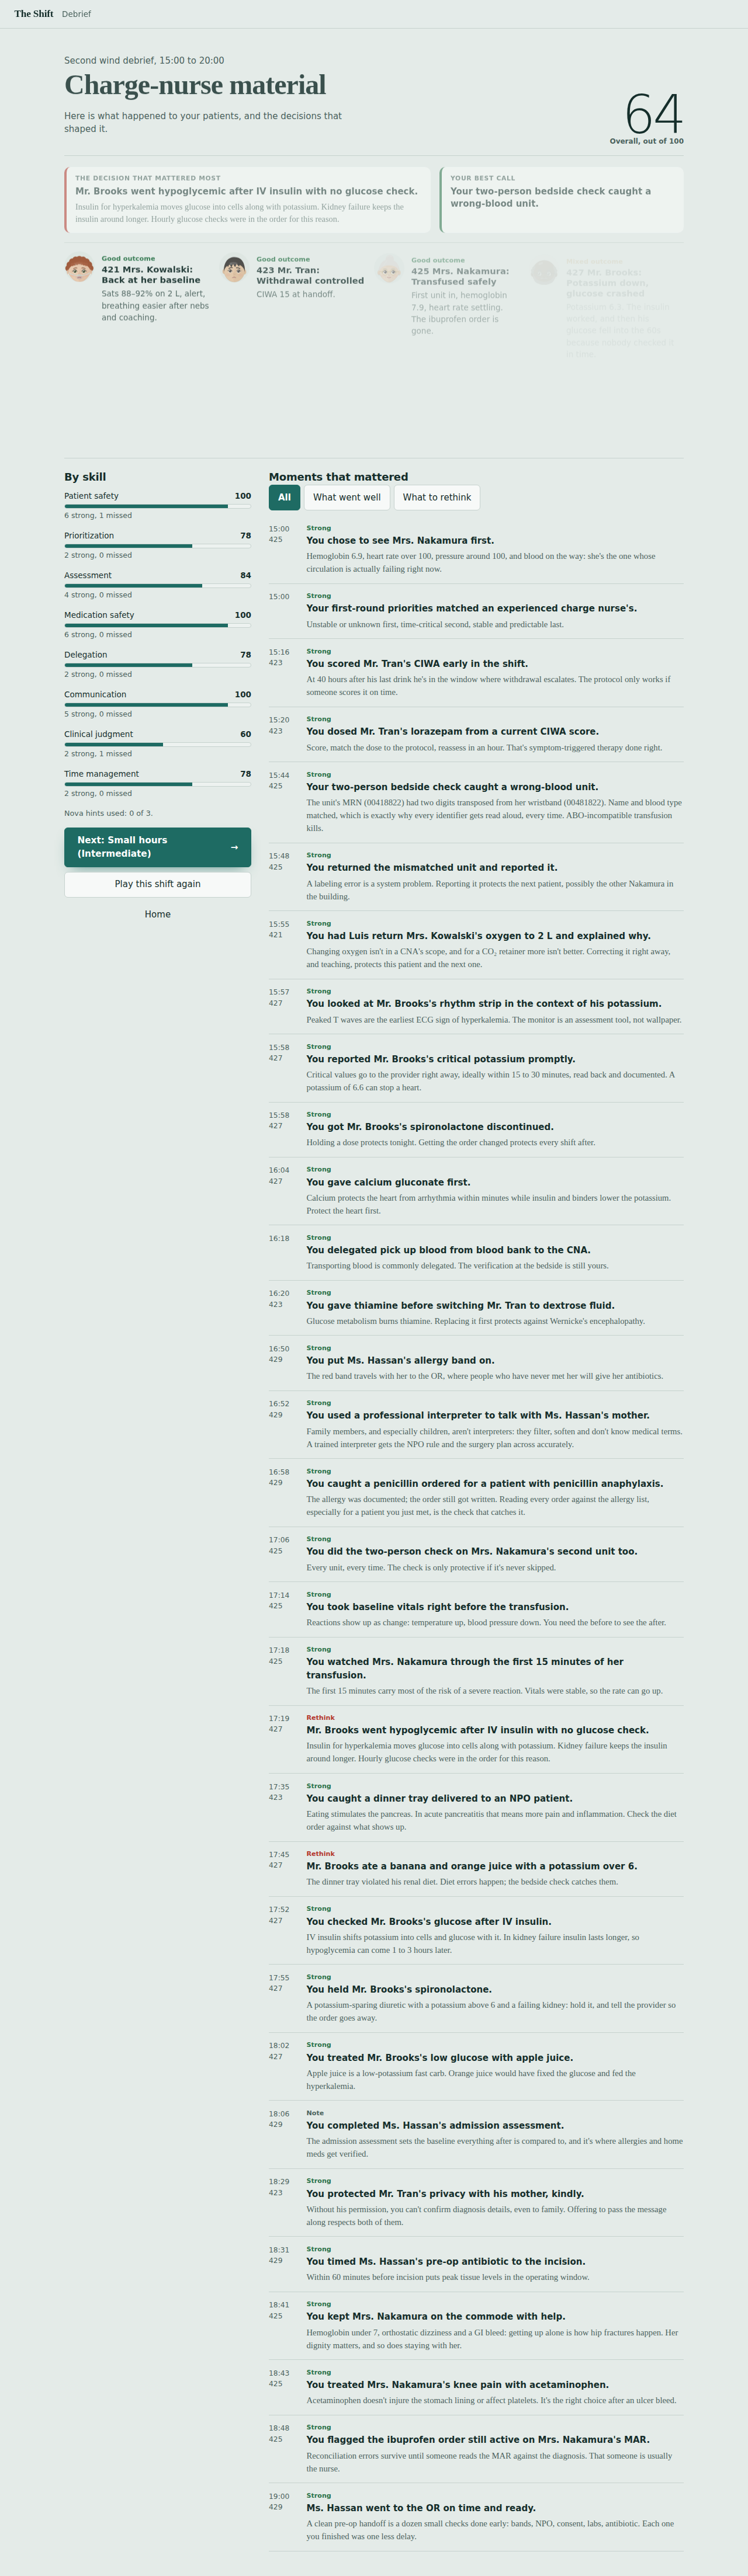 The Shift Debrief
Second wind debrief, 15:00 to 20:00
Charge-nurse material
Here is what happened to your patients, and the decisions that
shaped it.
64
Overall, out of 100
THE DECISION THAT MATTERED MOST
Mr. Brooks went hypoglycemic after IV insulin with no glucose check.
Insulin for hyperkalemia moves glucose into cells along with potassium. Kidney failure keeps the
insulin around longer. Hourly glucose checks were in the order for this reason.
YOUR BEST CALL
Your two-person bedside check caught a
wrong-blood unit.
Good outcome
421 Mrs. Kowalski:
Back at her baseline
Sats 88–92% on 2 L, alert,
breathing easier after nebs
and coaching.
Good outcome
423 Mr. Tran:
Withdrawal controlled
CIWA 15 at handoff.
Good outcome
425 Mrs. Nakamura:
Transfused safely
First unit in, hemoglobin
7.9, heart rate settling.
The ibuprofen order is
gone.
427 Mr. Brooks:
Potassium down,
glucose crashed
By skill
Patient safety 100
6 strong, 1 missed
Prioritization 78
2 strong, 0 missed
Assessment 84
4 strong, 0 missed
Medication safety 100
6 strong, 0 missed
Delegation 78
2 strong, 0 missed
Communication 100
5 strong, 0 missed
Clinical judgment 60
2 strong, 1 missed
Time management 78
2 strong, 0 missed
Nova hints used: 0 of 3.
Next: Small hours
(Intermediate) →
Play this shift again
Home
Moments that mattered
All What went well What to rethink
15:00 Strong
425 You chose to see Mrs. Nakamura first.
Hemoglobin 6.9, heart rate over 100, pressure around 100, and blood on the way: she's the one whose
circulation is actually failing right now.
15:00 Strong
Your first-round priorities matched an experienced charge nurse's.
Unstable or unknown first, time-critical second, stable and predictable last.
15:16 Strong
423 You scored Mr. Tran's CIWA early in the shift.
At 40 hours after his last drink he's in the window where withdrawal escalates. The protocol only works if
someone scores it on time.
15:20 Strong
423 You dosed Mr. Tran's lorazepam from a current CIWA score.
Score, match the dose to the protocol, reassess in an hour. That's symptom-triggered therapy done right.
15:44 Strong
425 Your two-person bedside check caught a wrong-blood unit.
The unit's MRN (00418822) had two digits transposed from her wristband (00481822). Name and blood type
matched, which is exactly why every identifier gets read aloud, every time. ABO-incompatible transfusion
kills.
15:48 Strong
425 You returned the mismatched unit and reported it.
A labeling error is a system problem. Reporting it protects the next patient, possibly the other Nakamura in
the building.
15:55 Strong
421 You had Luis return Mrs. Kowalski's oxygen to 2 L and explained why.
Changing oxygen isn't in a CNA's scope, and for a CO₂ retainer more isn't better. Correcting it right away,
and teaching, protects this patient and the next one.
15:57 Strong
427 You looked at Mr. Brooks's rhythm strip in the context of his potassium.
Peaked T waves are the earliest ECG sign of hyperkalemia. The monitor is an assessment tool, not wallpaper.
15:58 Strong
427 You reported Mr. Brooks's critical potassium promptly.
Critical values go to the provider right away, ideally within 15 to 30 minutes, read back and documented. A
potassium of 6.6 can stop a heart.
15:58 Strong
427 You got Mr. Brooks's spironolactone discontinued.
Holding a dose protects tonight. Getting the order changed protects every shift after.
16:04 Strong
427 You gave calcium gluconate first.
Calcium protects the heart from arrhythmia within minutes while insulin and binders lower the potassium.
Protect the heart first.
16:18 Strong
You delegated pick up blood from blood bank to the CNA.
Transporting blood is commonly delegated. The verification at the bedside is still yours.
16:20 Strong
423 You gave thiamine before switching Mr. Tran to dextrose fluid.
Glucose metabolism burns thiamine. Replacing it first protects against Wernicke's encephalopathy.
16:50 Strong
429 You put Ms. Hassan's allergy band on.
The red band travels with her to the OR, where people who have never met her will give her antibiotics.
16:52 Strong
429 You used a professional interpreter to talk with Ms. Hassan's mother.
Family members, and especially children, aren't interpreters: they filter, soften and don't know medical terms.
A trained interpreter gets the NPO rule and the surgery plan across accurately.
16:58 Strong
429 You caught a penicillin ordered for a patient with penicillin anaphylaxis.
The allergy was documented; the order still got written. Reading every order against the allergy list,
especially for a patient you just met, is the check that catches it.
17:06 Strong
425 You did the two-person check on Mrs. Nakamura's second unit too.
Every unit, every time. The check is only protective if it's never skipped.
17:14 Strong
425 You took baseline vitals right before the transfusion.
Reactions show up as change: temperature up, blood pressure down. You need the before to see the after.
17:18 Strong
425 You watched Mrs. Nakamura through the first 15 minutes of her
transfusion.
The first 15 minutes carry most of the risk of a severe reaction. Vitals were stable, so the rate can go up.
17:19 Rethink
427 Mr. Brooks went hypoglycemic after IV insulin with no glucose check.
Insulin for hyperkalemia moves glucose into cells along with potassium. Kidney failure keeps the insulin
around longer. Hourly glucose checks were in the order for this reason.
17:35 Strong
423 You caught a dinner tray delivered to an NPO patient.
Eating stimulates the pancreas. In acute pancreatitis that means more pain and inflammation. Check the diet
order against what shows up.
17:45 Rethink
427 Mr. Brooks ate a banana and orange juice with a potassium over 6.
The dinner tray violated his renal diet. Diet errors happen; the bedside check catches them.
17:52 Strong
427 You checked Mr. Brooks's glucose after IV insulin.
IV insulin shifts potassium into cells and glucose with it. In kidney failure insulin lasts longer, so
hypoglycemia can come 1 to 3 hours later.
17:55 Strong
427 You held Mr. Brooks's spironolactone.
A potassium-sparing diuretic with a potassium above 6 and a failing kidney: hold it, and tell the provider so
the order goes away.
18:02 Strong
427 You treated Mr. Brooks's low glucose with apple juice.
Apple juice is a low-potassium fast carb. Orange juice would have fixed the glucose and fed the
hyperkalemia.
18:06 Note
429 You completed Ms. Hassan's admission assessment.
The admission assessment sets the baseline everything after is compared to, and it's where allergies and home
meds get verified.
18:29 Strong
423 You protected Mr. Tran's privacy with his mother, kindly.
Without his permission, you can't confirm diagnosis details, even to family. Offering to pass the message
along respects both of them.
18:31 Strong
429 You timed Ms. Hassan's pre-op antibiotic to the incision.
Within 60 minutes before incision puts peak tissue levels in the operating window.
18:41 Strong
425 You kept Mrs. Nakamura on the commode with help.
Hemoglobin under 7, orthostatic dizziness and a GI bleed: getting up alone is how hip fractures happen. Her
dignity matters, and so does staying with her.
18:43 Strong
425 You treated Mrs. Nakamura's knee pain with acetaminophen.
Acetaminophen doesn't injure the stomach lining or affect platelets. It's the right choice after an ulcer bleed.
18:48 Strong
425 You flagged the ibuprofen order still active on Mrs. Nakamura's MAR.
Reconciliation errors survive until someone reads the MAR against the diagnosis. That someone is usually
the nurse.
19:00 Strong
429 Ms. Hassan went to the OR on time and ready.
A clean pre-op handoff is a dozen small checks done early: bands, NPO, consent, labs, antibiotic. Each one
you finished was one less delay.